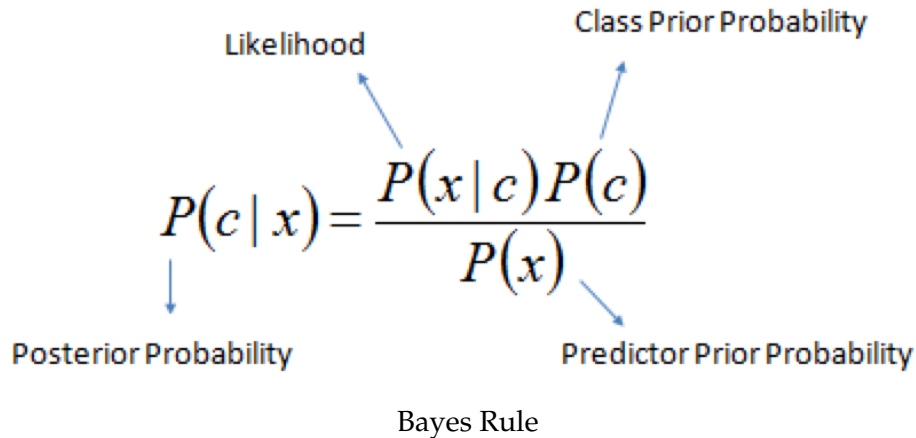 Likelihood
Class Prior Probability
P(c | x) = P(x | c) P(c) / P(x)
Posterior Probability
Predictor Prior Probability
Bayes Rule